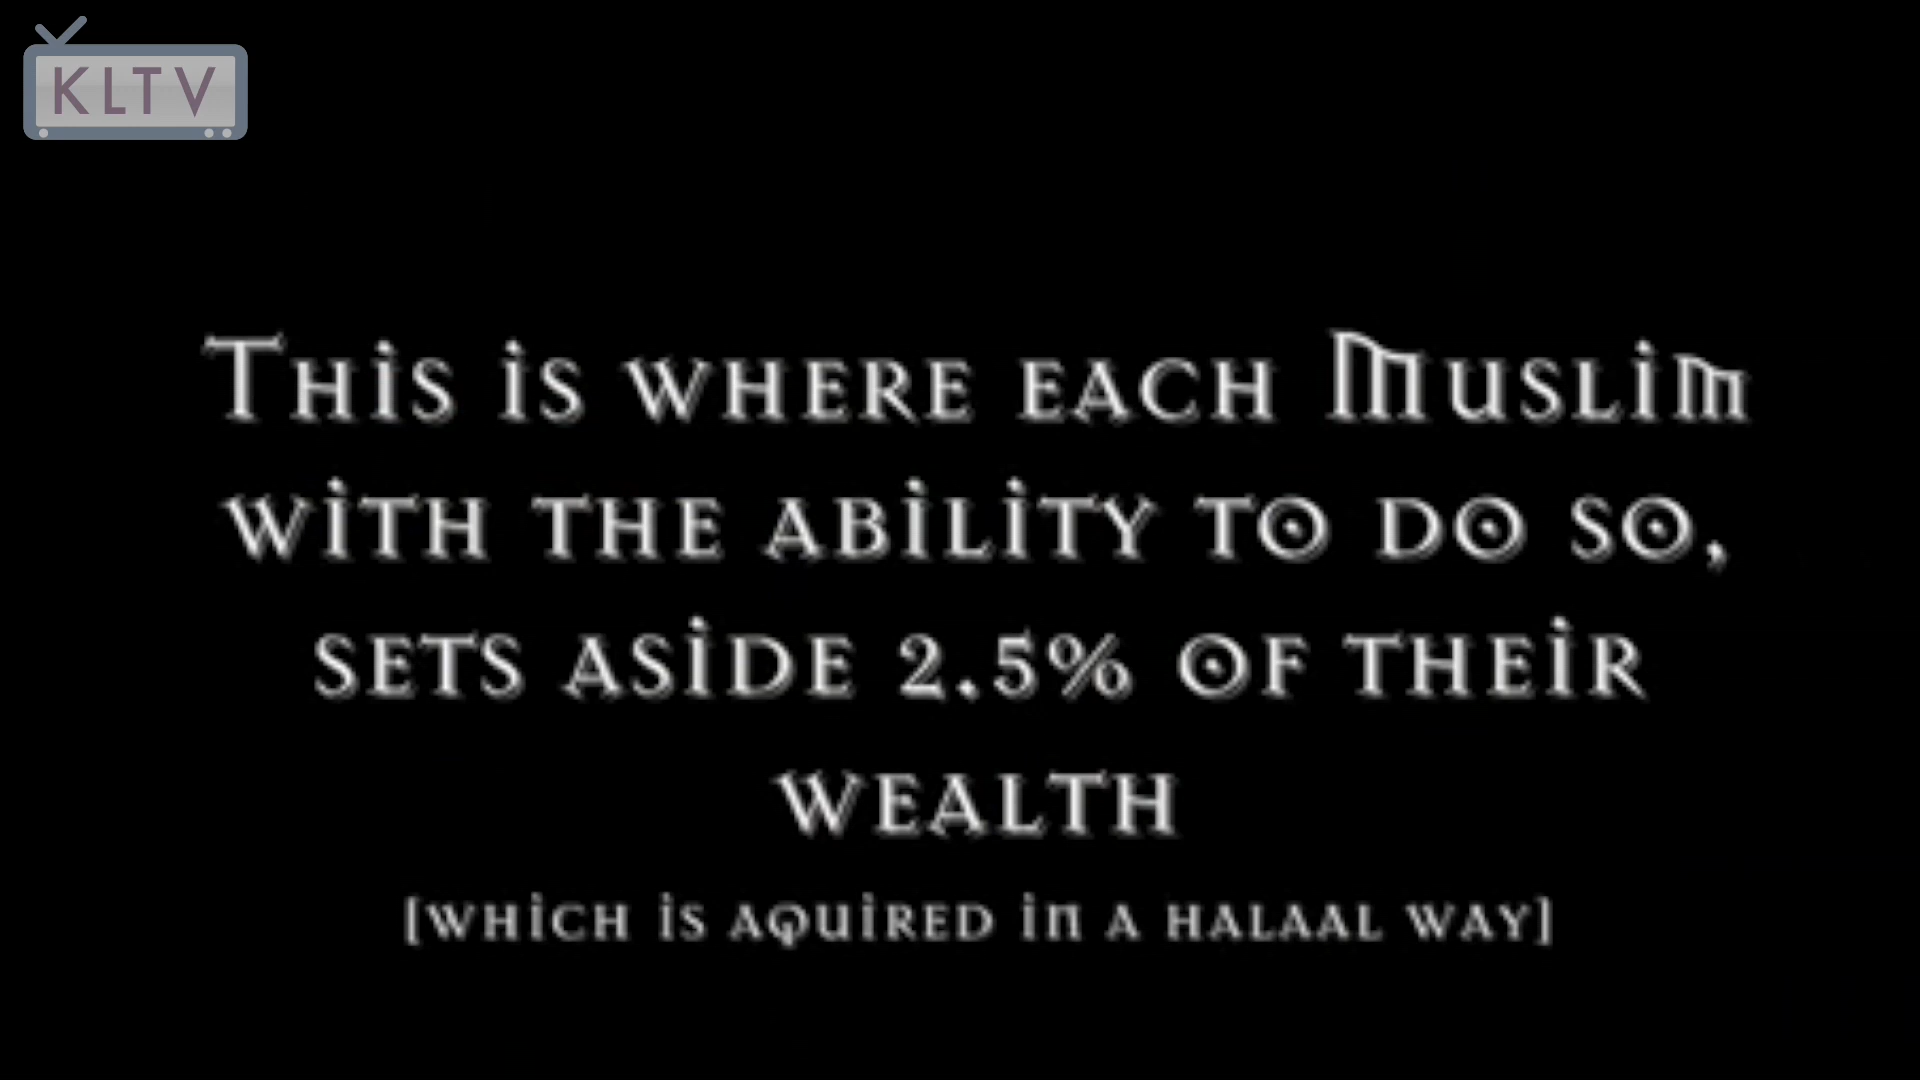 KLTV
This is where each Muslim
with the ability to do so,
sets aside 2.5% of their
wealth
[which is aquired in a halaal way]